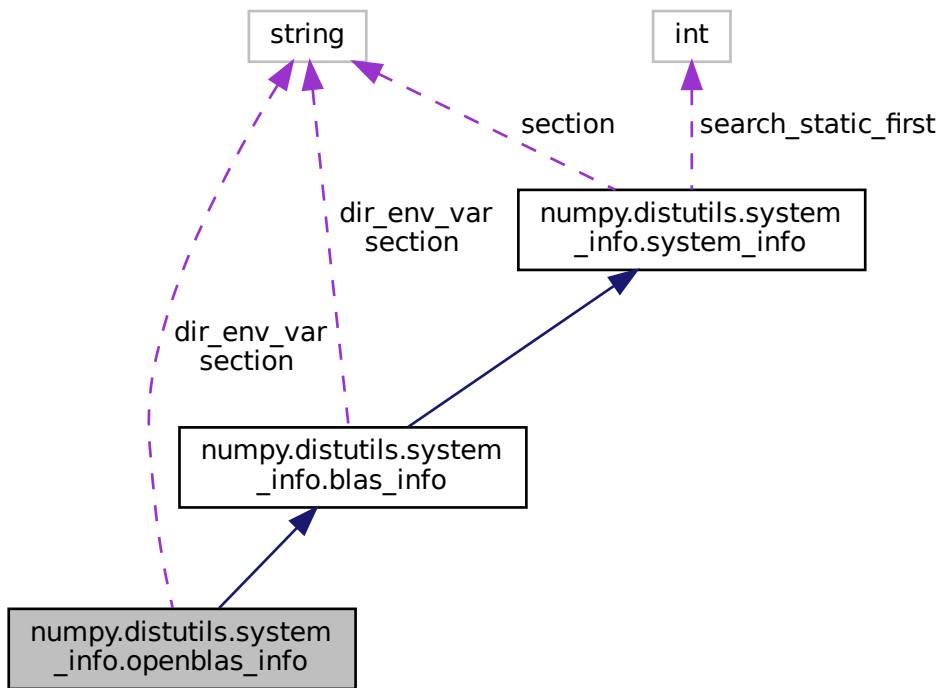 string
int
section
search_static_first
dir_env_var
section
numpy.distutils.system
_info.system_info
dir_env_var
section
numpy.distutils.system
_info.blas_info
numpy.distutils.system
_info.openblas_info